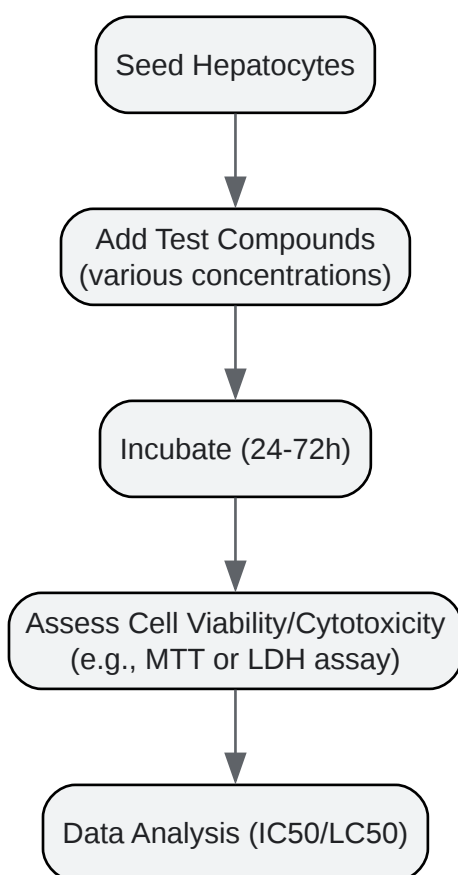 Seed Hepatocytes
Add Test Compounds
(various concentrations)
Incubate (24-72h)
Assess Cell Viability/Cytotoxicity
(e.g., MTT or LDH assay)
Data Analysis (IC50/LC50)